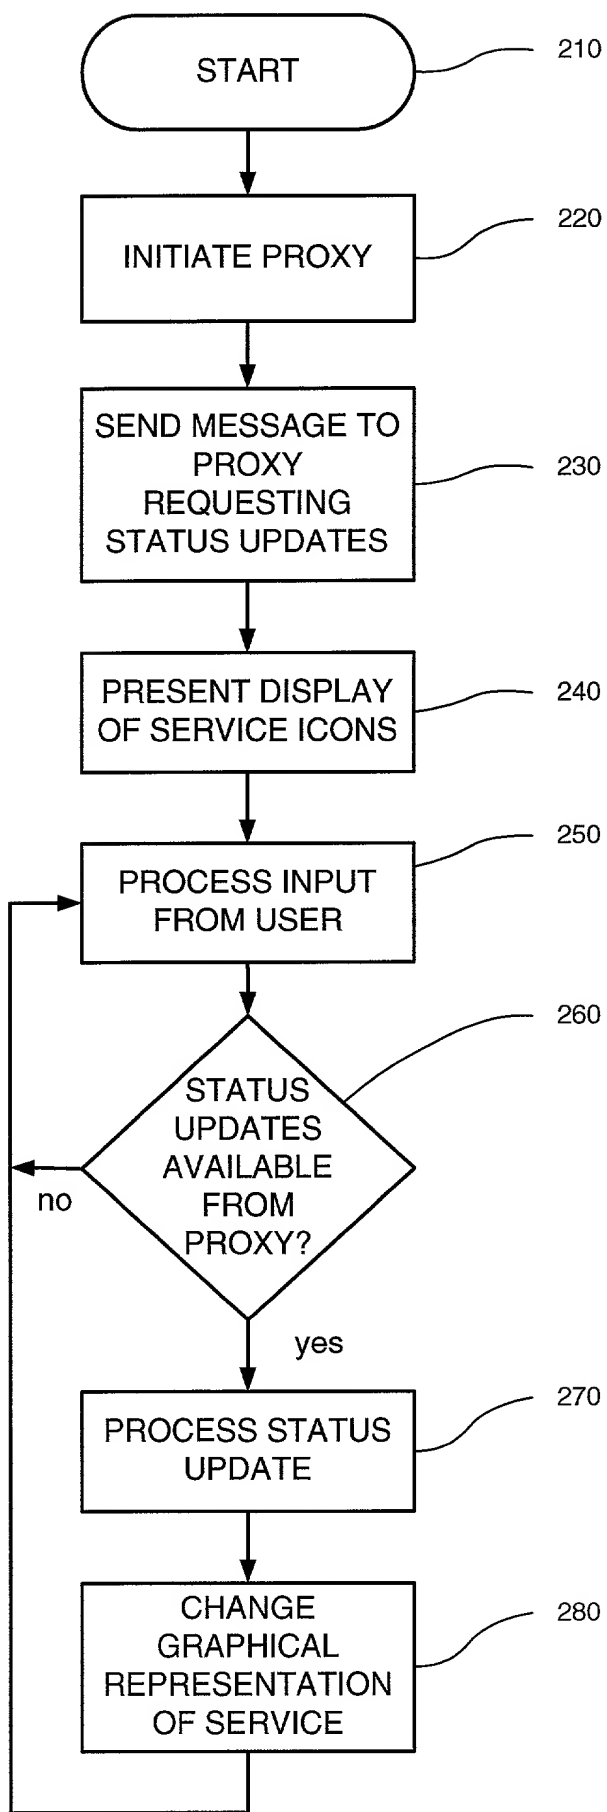 START
210
220
INITIATE PROXY
SEND MESSAGE TO
PROXY
REQUESTING
STATUS UPDATES
230
PRESENT DISPLAY
OF SERVICE ICONS
240
250
PROCESS INPUT
FROM USER
260
STATUS
UPDATES
AVAILABLE
FROM
PROXY?
no
yes
270
PROCESS STATUS
UPDATE
280
CHANGE
GRAPHICAL
REPRESENTATION
OF SERVICE